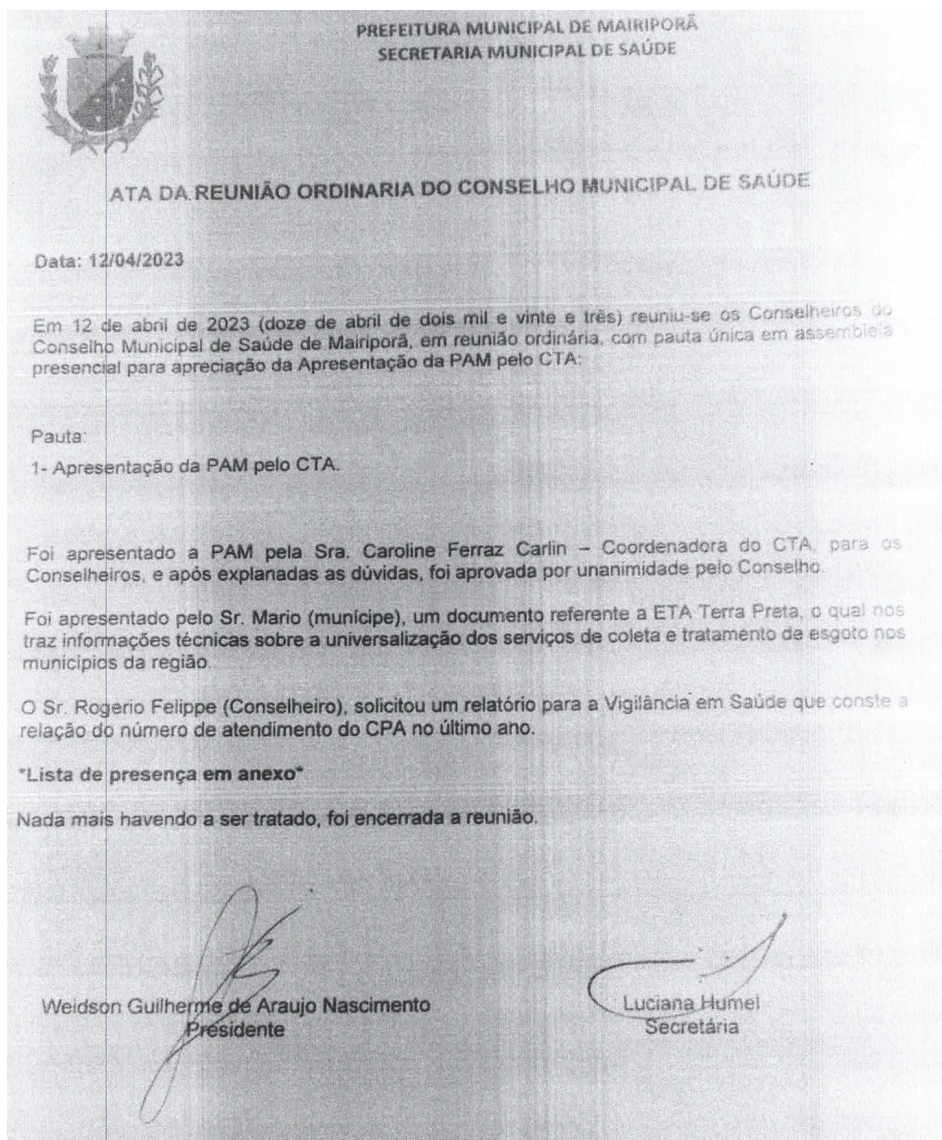 PREFEITURA MUNICIPAL DE MAIRIPORÃ
SECRETARIA MUNICIPAL DE SAÚDE
ATA DA REUNIÃO ORDINARIA DO CONSELHO MUNICIPAL DE SAÚDE
Data: 12/04/2023
Em 12 de abril de 2023 (doze de abril de dois mil e vinte e três) reuniu-se os Conselheiros do
Conselho Municipal de Saúde de Mairiporã, em reunião ordinária, com pauta única em assembleia
presencial para apreciação da Apresentação da PAM pelo CTA:
Pauta:
1- Apresentação da PAM pelo CTA.
Foi apresentado a PAM pela Sra. Caroline Ferraz Carlin – Coordenadora do CTA, para os
Conselheiros, e após explanadas as dúvidas, foi aprovada por unanimidade pelo Conselho.
Foi apresentado pelo Sr. Mario (munícipe), um documento referente a ETA Terra Preta, o qual nos
traz informações técnicas sobre a universalização dos serviços de coleta e tratamento de esgoto nos
municípios da região.
O Sr. Rogerio Felippe (Conselheiro), solicitou um relatório para a Vigilância em Saúde que conste a
relação do número de atendimento do CPA no último ano.
*Lista de presença em anexo*
Nada mais havendo a ser tratado, foi encerrada a reunião.
Weidson Guilherme de Araujo Nascimento
Presidente
Luciana Humel
Secretária